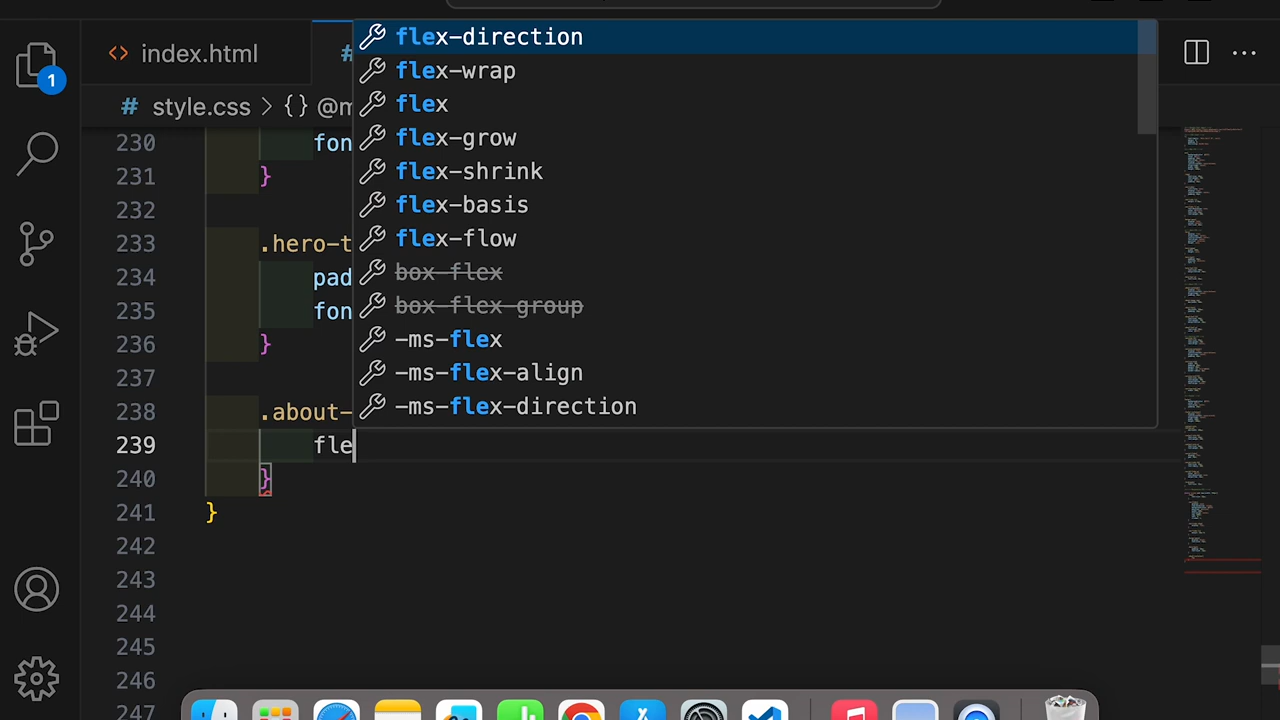 flex-direction
index.html
#
flex-wrap
1
# style.css > {} @m
flex
230 fon
flex-grow
231 }
flex-shrink
232
flex-basis
233 .hero-t
flex-flow
234 pad
box-flex
235 fon
box-flex-group
236 }
-ms-flex
237
-ms-flex-align
238 .about-
-ms-flex-direction
239 fle
240 }
241 }
242
243
244
245
246
247